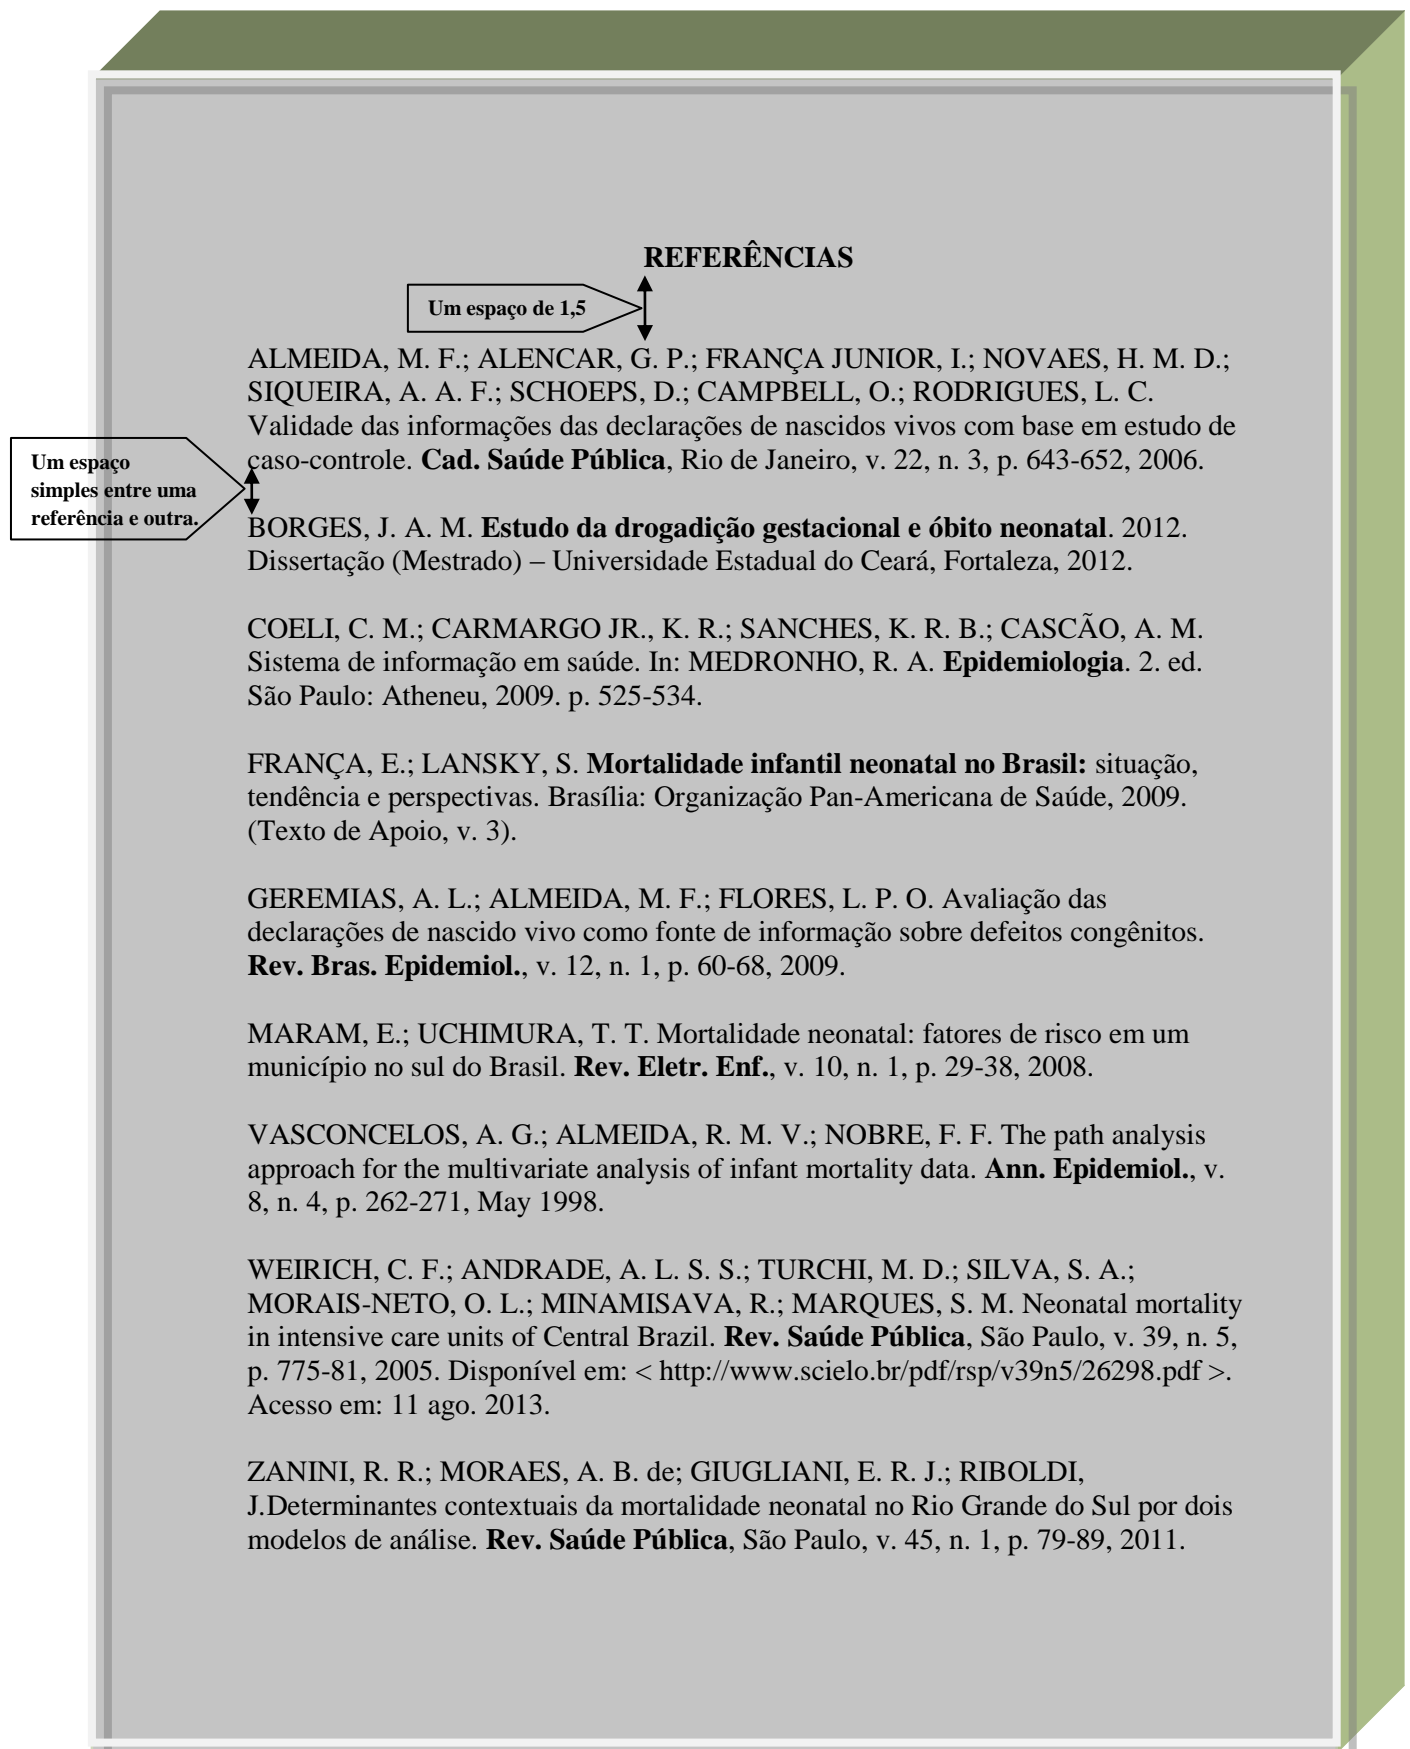 REFERÊNCIAS
Um espaço de 1,5
ALMEIDA, M. F.; ALENCAR, G. P.; FRANÇA JUNIOR, I.; NOVAES, H. M. D.;
SIQUEIRA, A. A. F.; SCHOEPS, D.; CAMPBELL, O.; RODRIGUES, L. C.
Validade das informações das declarações de nascidos vivos com base em estudo de
caso-controle. Cad. Saúde Pública, Rio de Janeiro, v. 22, n. 3, p. 643-652, 2006.
Um espaço
simples entre uma
referência e outra.
BORGES, J. A. M. Estudo da drogadição gestacional e óbito neonatal. 2012.
Dissertação (Mestrado) – Universidade Estadual do Ceará, Fortaleza, 2012.
COELI, C. M.; CARMARGO JR., K. R.; SANCHES, K. R. B.; CASCÃO, A. M.
Sistema de informação em saúde. In: MEDRONHO, R. A. Epidemiologia. 2. ed.
São Paulo: Atheneu, 2009. p. 525-534.
FRANÇA, E.; LANSKY, S. Mortalidade infantil neonatal no Brasil: situação,
tendência e perspectivas. Brasília: Organização Pan-Americana de Saúde, 2009.
(Texto de Apoio, v. 3).
GEREMIAS, A. L.; ALMEIDA, M. F.; FLORES, L. P. O. Avaliação das
declarações de nascido vivo como fonte de informação sobre defeitos congênitos.
Rev. Bras. Epidemiol., v. 12, n. 1, p. 60-68, 2009.
MARAM, E.; UCHIMURA, T. T. Mortalidade neonatal: fatores de risco em um
município no sul do Brasil. Rev. Eletr. Enf., v. 10, n. 1, p. 29-38, 2008.
VASCONCELOS, A. G.; ALMEIDA, R. M. V.; NOBRE, F. F. The path analysis
approach for the multivariate analysis of infant mortality data. Ann. Epidemiol., v.
8, n. 4, p. 262-271, May 1998.
WEIRICH, C. F.; ANDRADE, A. L. S. S.; TURCHI, M. D.; SILVA, S. A.;
MORAIS-NETO, O. L.; MINAMISAVA, R.; MARQUES, S. M. Neonatal mortality
in intensive care units of Central Brazil. Rev. Saúde Pública, São Paulo, v. 39, n. 5,
p. 775-81, 2005. Disponível em: < http://www.scielo.br/pdf/rsp/v39n5/26298.pdf >.
Acesso em: 11 ago. 2013.
ZANINI, R. R.; MORAES, A. B. de; GIUGLIANI, E. R. J.; RIBOLDI,
J.Determinantes contextuais da mortalidade neonatal no Rio Grande do Sul por dois
modelos de análise. Rev. Saúde Pública, São Paulo, v. 45, n. 1, p. 79-89, 2011.